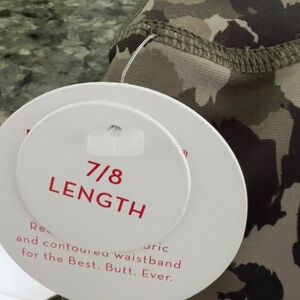 7/8
LENGTH
and contoured waistband
for the Best. Butt. Ever.